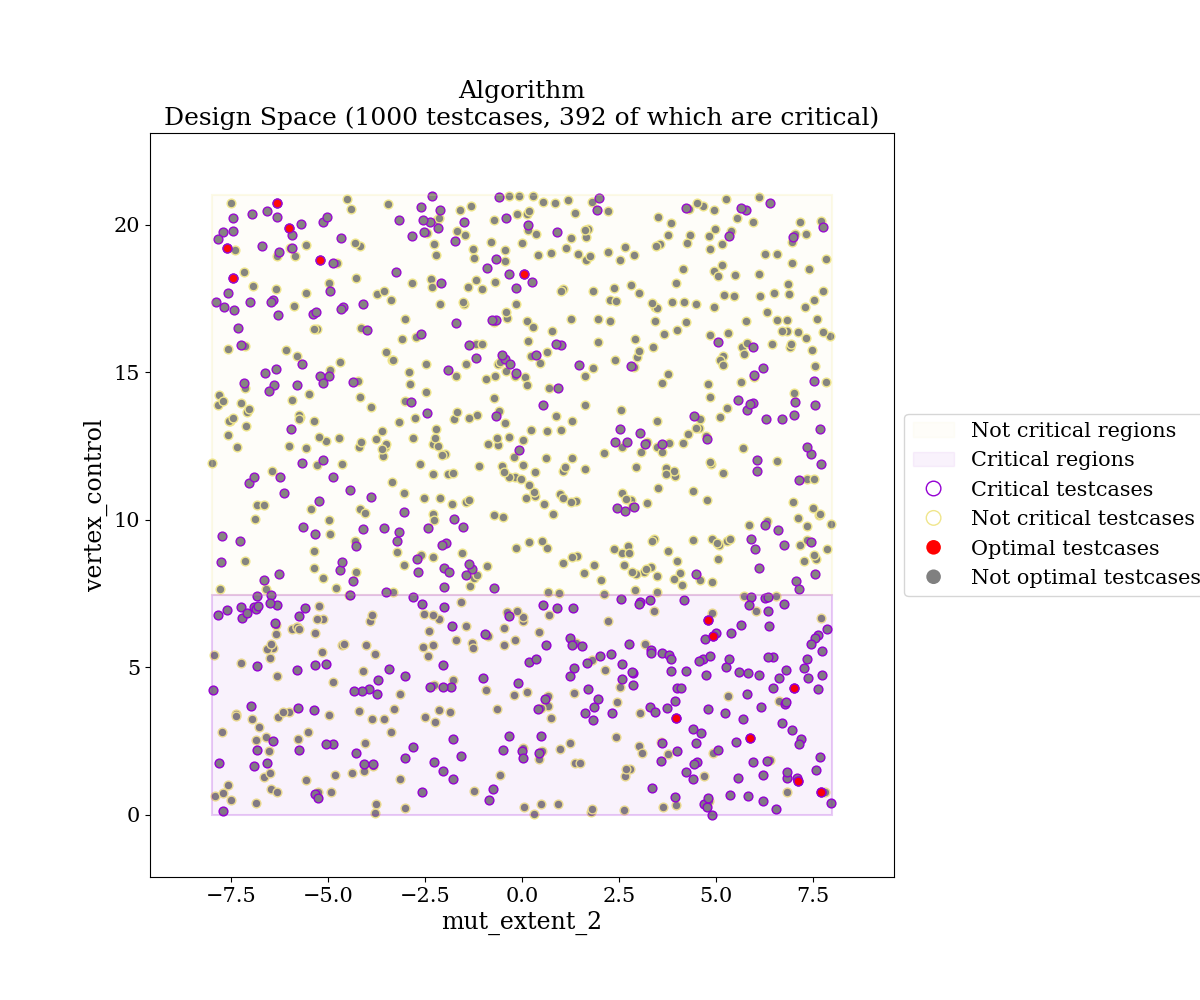 Algorithm
Design Space (1000 testcases, 392 of which are critical)
20
15
10
5
0
vertex_control
−7.5
−5.0
−2.5
0.0
2.5
5.0
7.5
mut_extent_2
Not critical regions
Critical regions
Critical testcases
Not critical testcases
Optimal testcases
Not optimal testcases